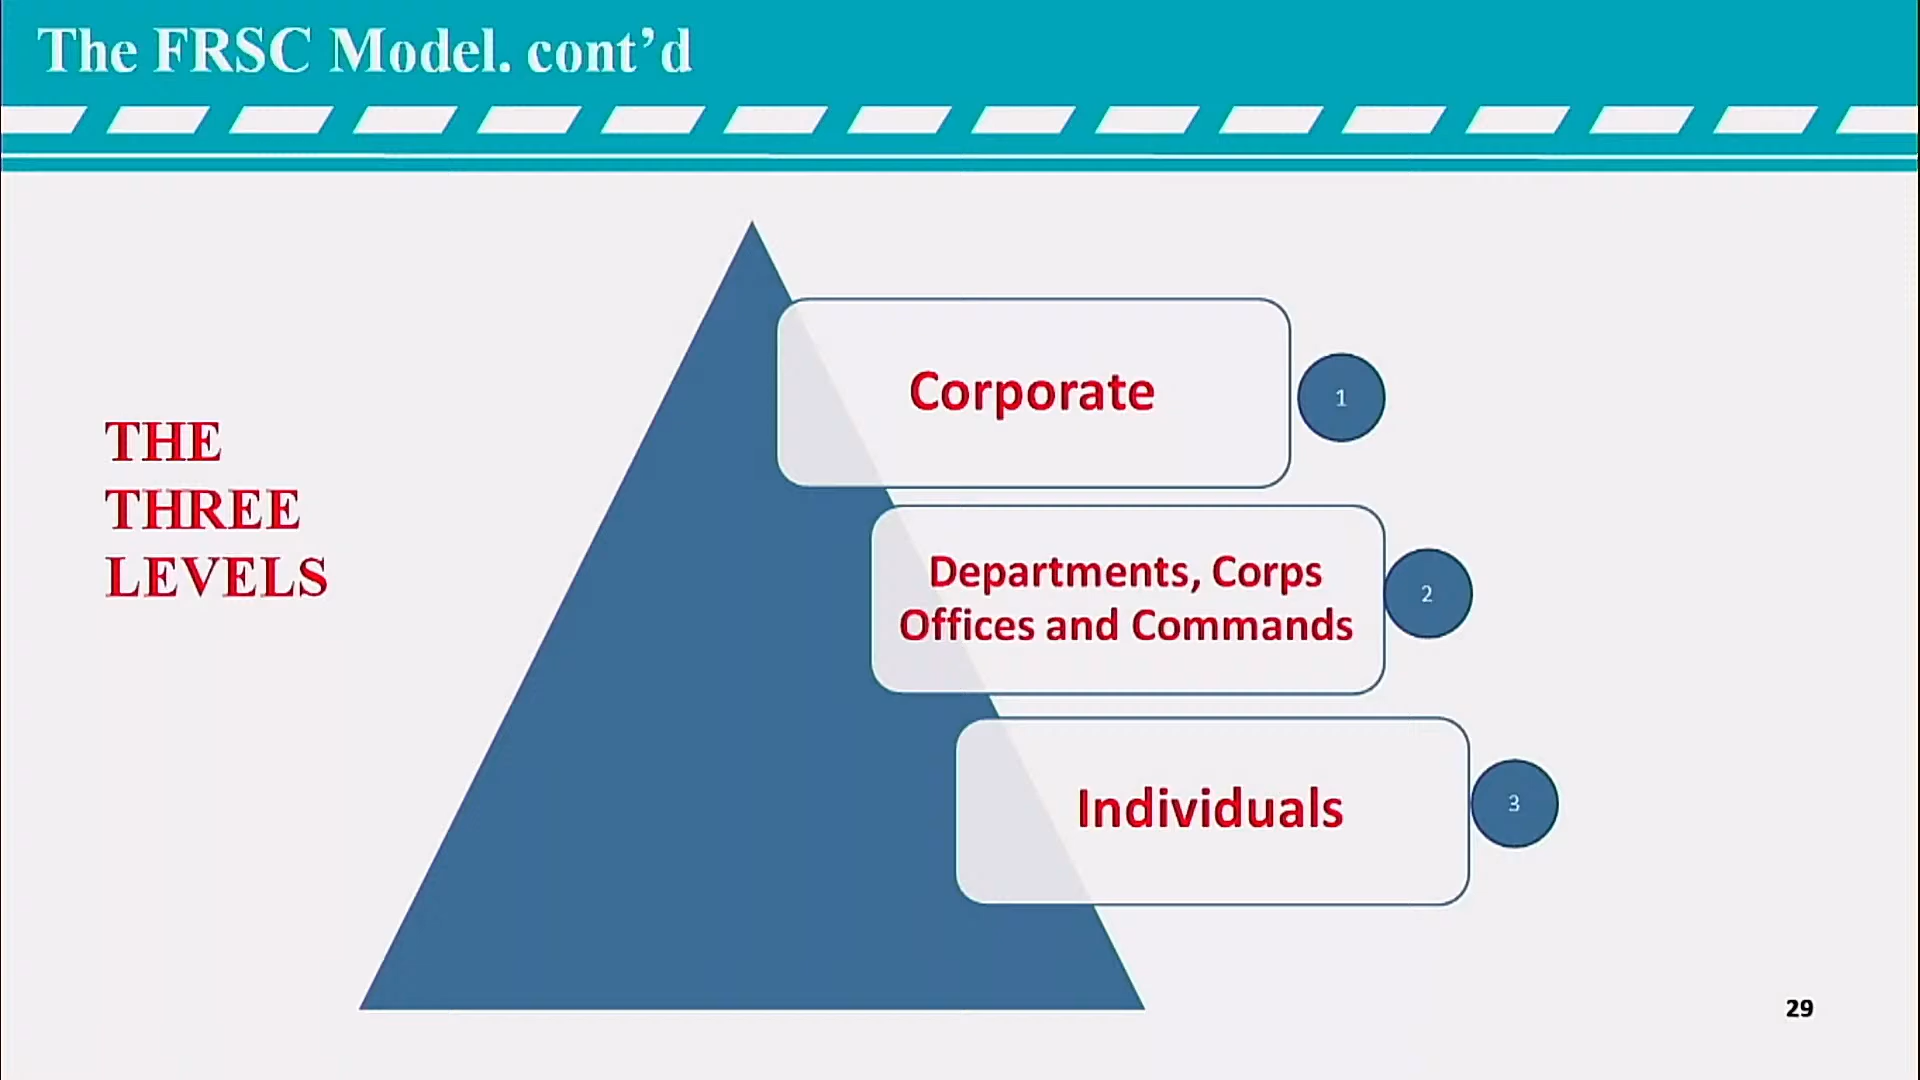 The FRSC Model. cont’d
THE
THREE
LEVELS
Corporate
1
Departments, Corps
Offices and Commands
2
Individuals
3
29